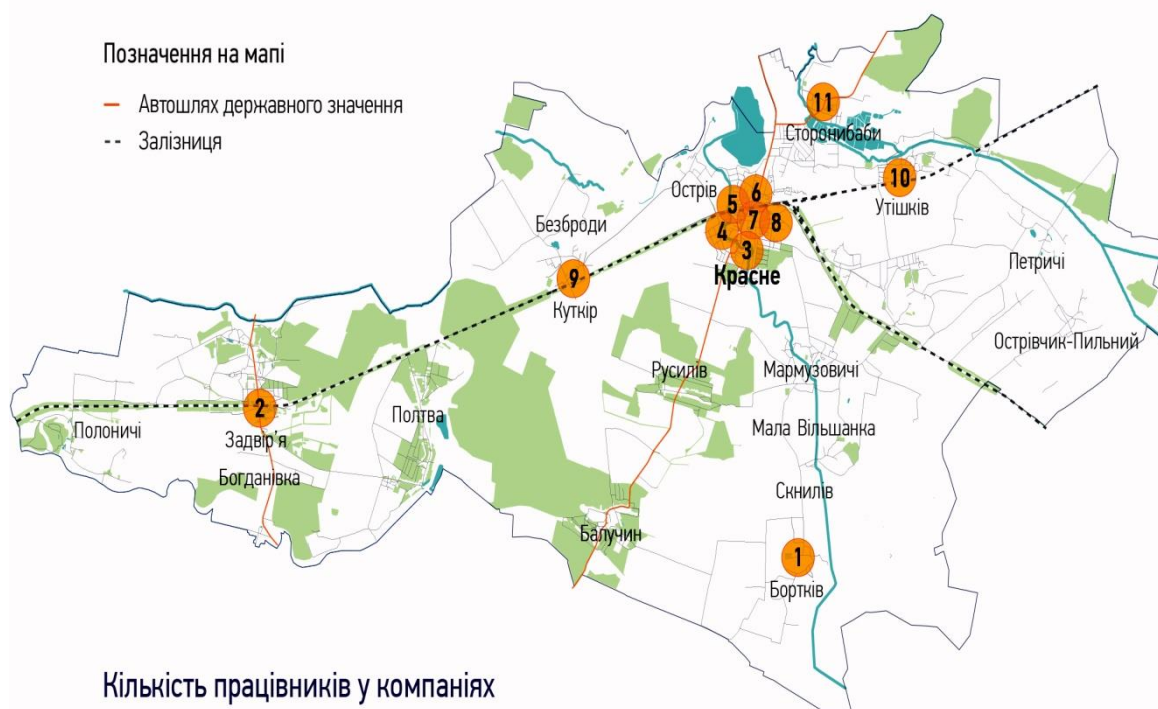 Позначення на мапі
Автошлях державного значення
Залізниця
11
Сторонибаби
10
Утішків
Острів
6
5
7
8
4
3
Красне
Безброди
9
Куткір
Петричі
Острівчик-Пильний
Русилів
Мармузовичі
2
Полоничі
Задвір'я
Полтва
Богданівка
Мала Вільшанка
Скнилів
Балучин
1
Бортків
Кількість працівників у компаніях